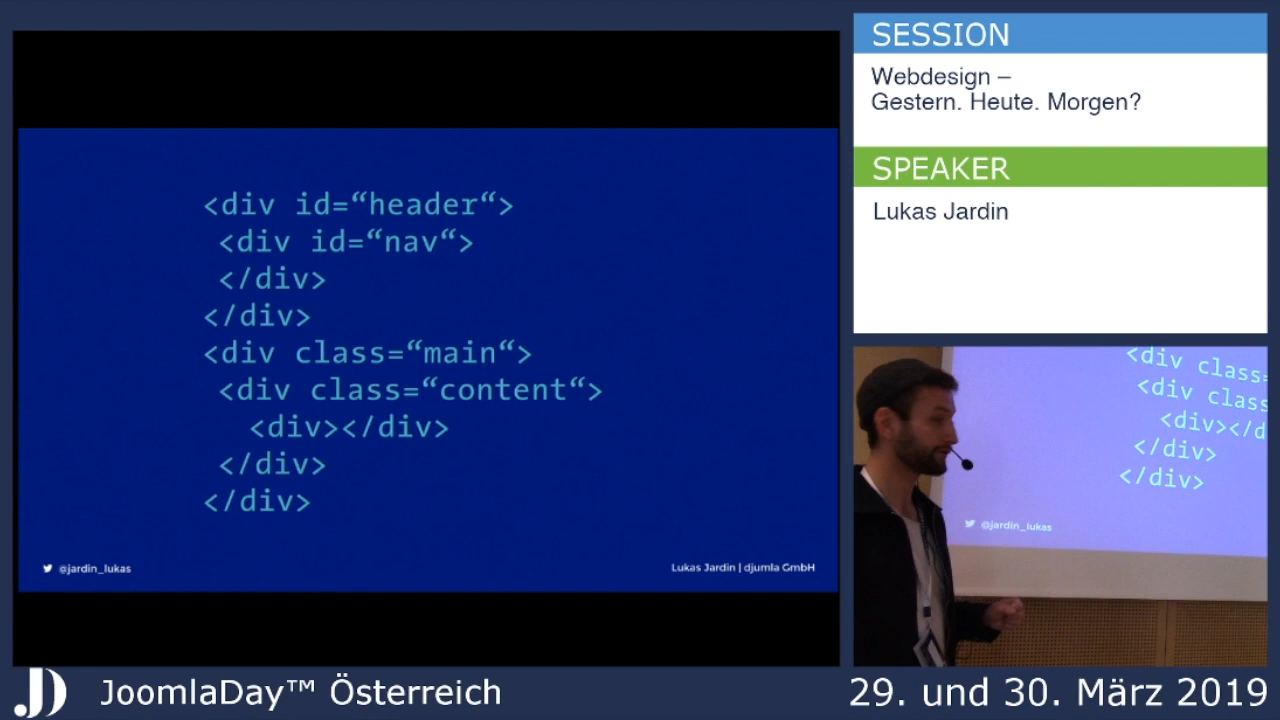 <div id=“header“>
<div id=“nav“>
</div>
</div>
<div class=“main“>
<div class=“content“>
<div></div>
</div>
</div>
@jardin_lukas
Lukas Jardin | djumla GmbH
SESSION
Webdesign –
Gestern. Heute. Morgen?
SPEAKER
Lukas Jardin
<div class=
<div class
<div></d
</div>
</div>
@jardin_lukas
JD JoomlaDay™ Österreich
29. und 30. März 2019